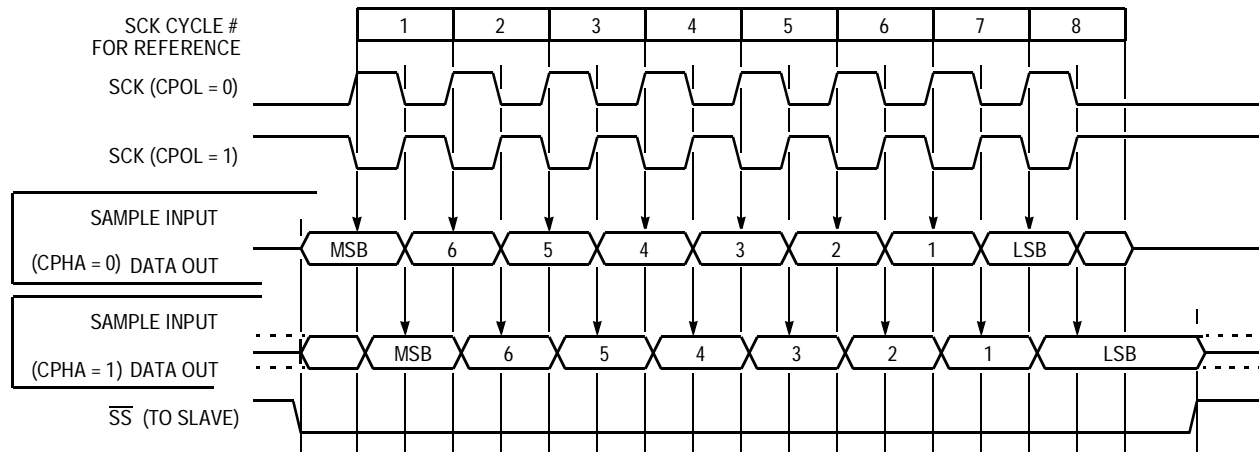 SCK CYCLE # 1 2 3 4 5 6 7 8
FOR REFERENCE
SCK (CPOL = 0)
SCK (CPOL = 1)
SAMPLE INPUT
MSB 6 5 4 3 2 1 LSB
(CPHA = 0) DATA OUT
SAMPLE INPUT
MSB 6 5 4 3 2 1 LSB
(CPHA = 1) DATA OUT
SS (TO SLAVE)